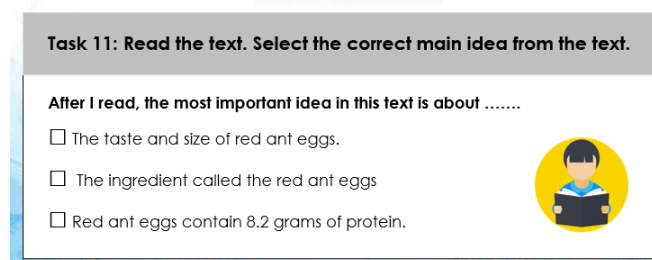 Task 11: Read the text. Select the correct main idea from the text.
After I read, the most important idea in this text is about .......
☐ The taste and size of red ant eggs.
☐ The ingredient called the red ant eggs
☐ Red ant eggs contain 8.2 grams of protein.